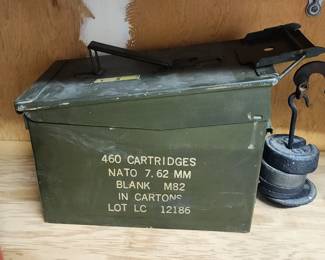 460 CARTRIDGES
NATO 7.62 MM
BLANK M82
IN CARTONS
LOT LC 12186